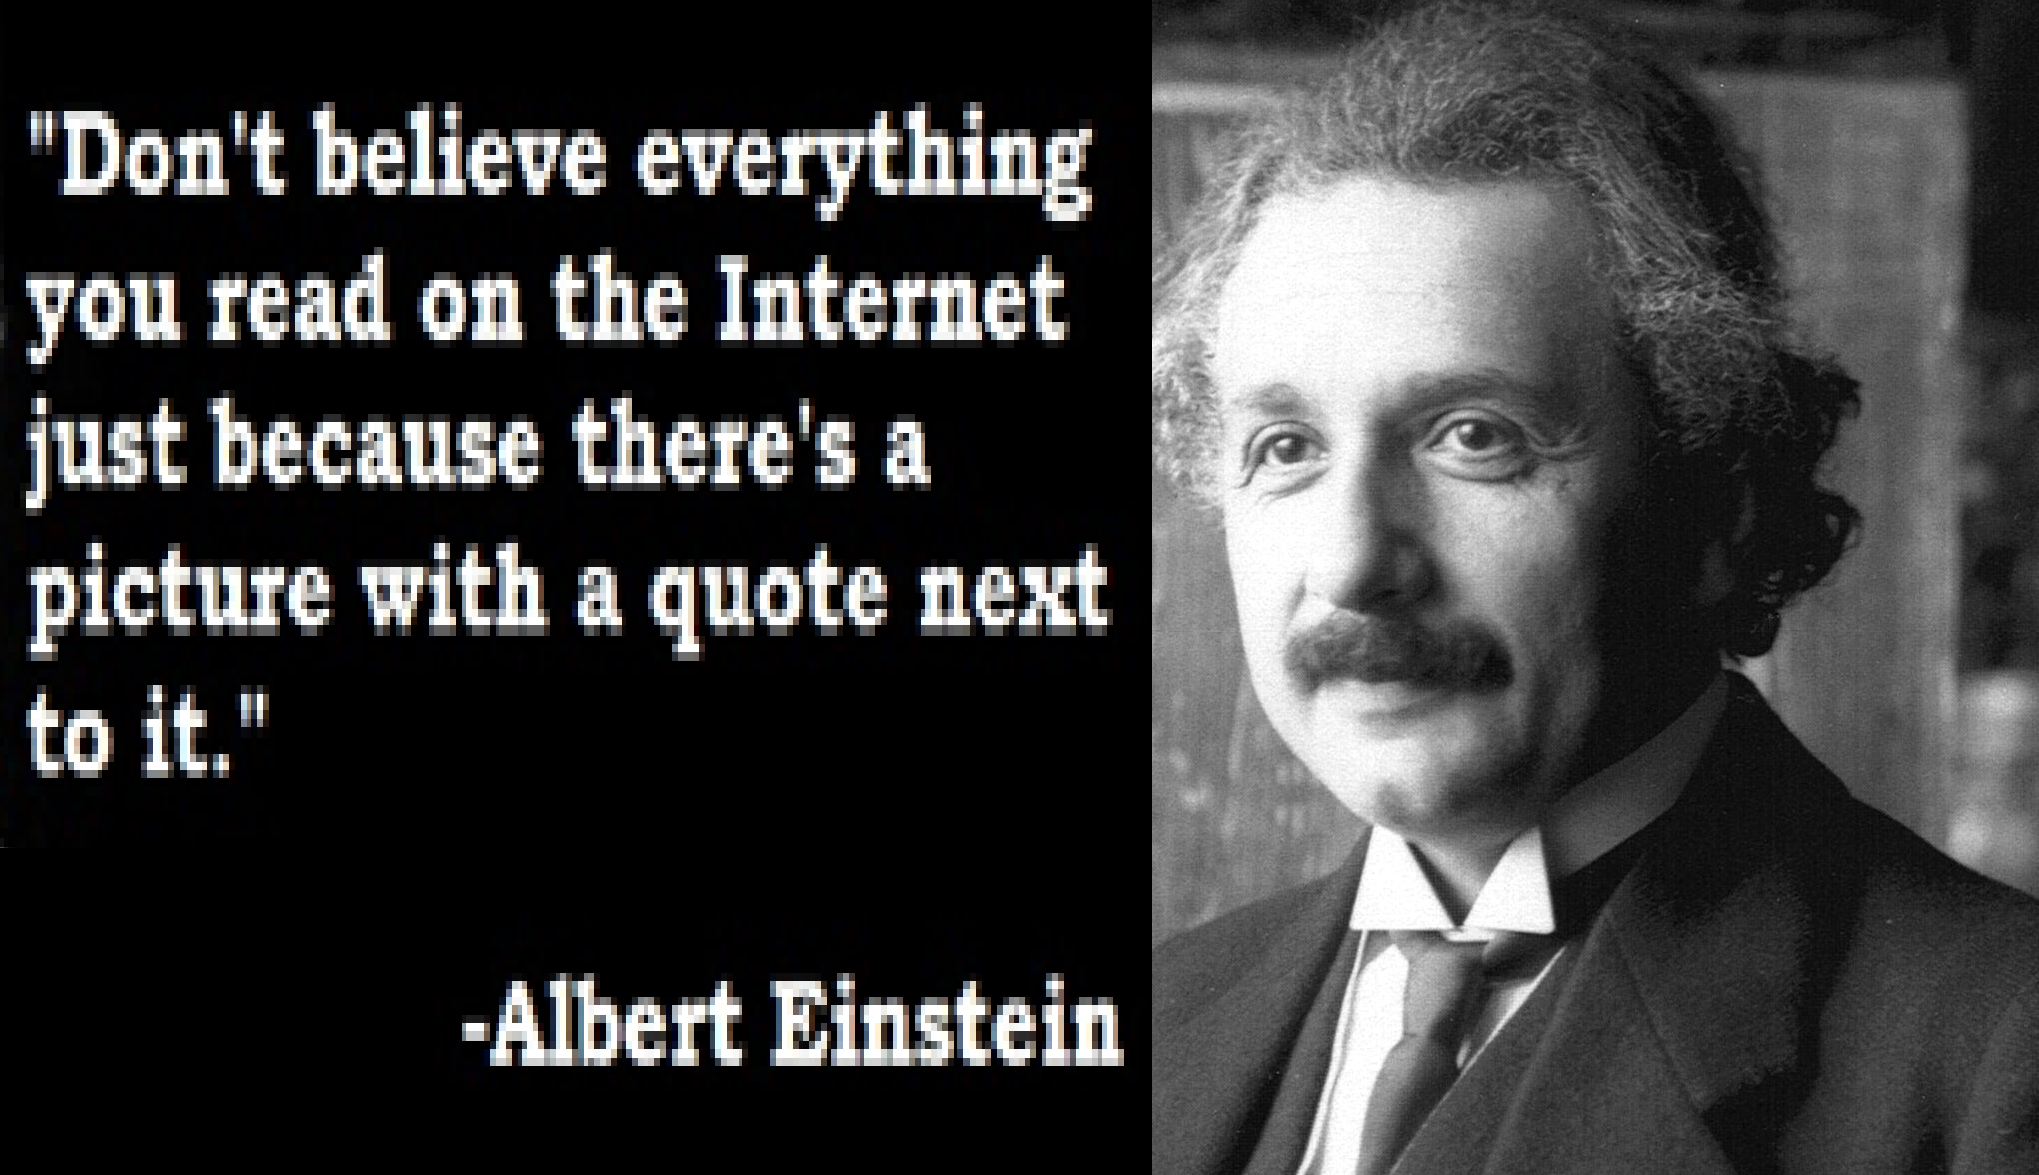 "Don't believe everything
you read on the Internet
just because there's a
picture with a quote next
to it."
-Albert Einstein